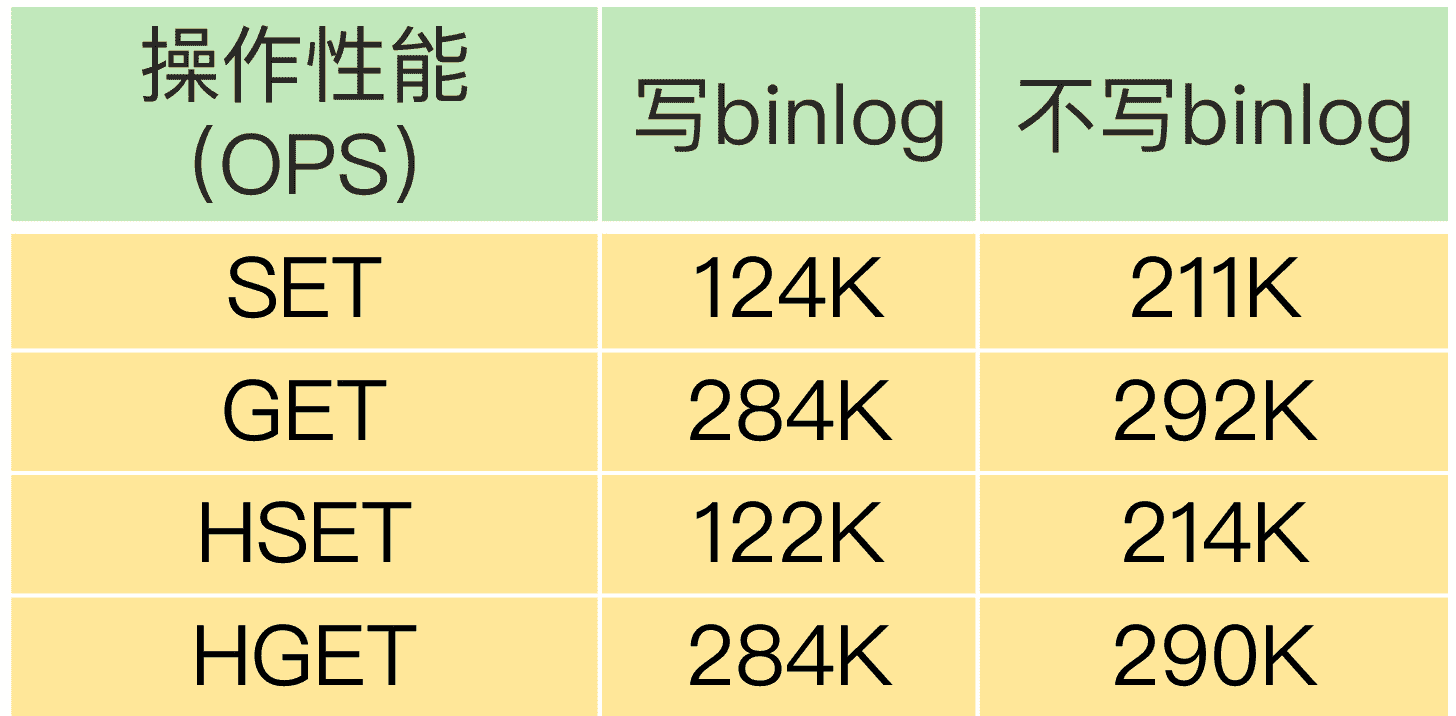 操作性能
(OPS) 写binlog 不写binlog
SET 124K 211K
GET 284K 292K
HSET 122K 214K
HGET 284K 290K